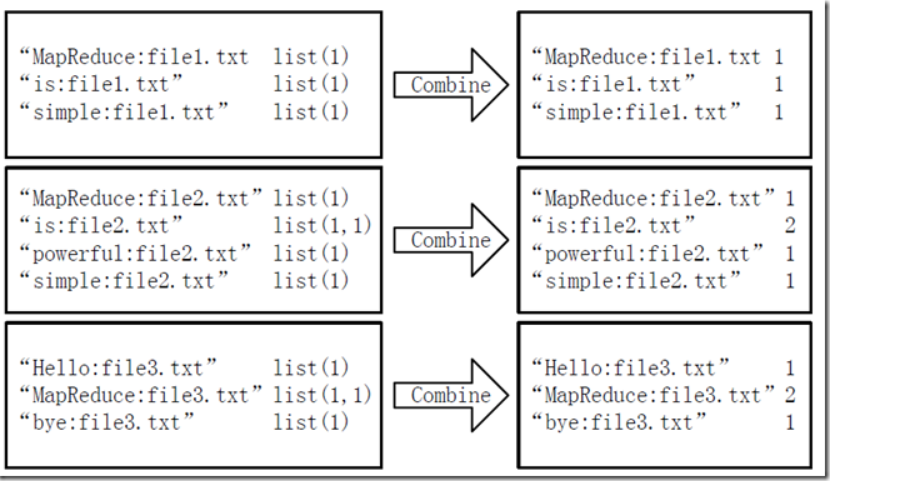 “MapReduce:file1.txt list(1)
“is:file1.txt” list(1)
“simple:file1.txt” list(1)
Combine
“MapReduce:file1.txt 1
“is:file1.txt” 1
“simple:file1.txt” 1
“MapReduce:file2.txt” list(1)
“is:file2.txt” list(1,1)
“powerful:file2.txt” list(1)
“simple:file2.txt” list(1)
Combine
“MapReduce:file2.txt” 1
“is:file2.txt” 2
“powerful:file2.txt” 1
“simple:file2.txt” 1
“Hello:file3.txt” list(1)
“MapReduce:file3.txt” list(1,1)
“bye:file3.txt” list(1)
Combine
“Hello:file3.txt” 1
“MapReduce:file3.txt” 2
“bye:file3.txt” 1